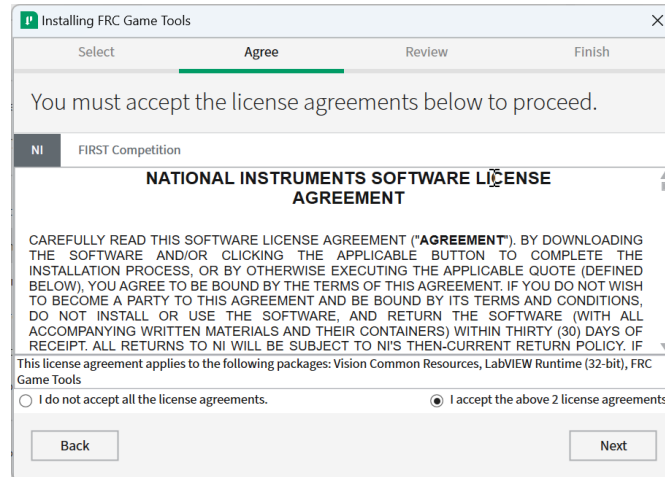 Installing FRC Game Tools
Select Agree Review Finish
You must accept the license agreements below to proceed.
NI FIRST Competition
NATIONAL INSTRUMENTS SOFTWARE LICENSE
AGREEMENT
CAREFULLY READ THIS SOFTWARE LICENSE AGREEMENT ("AGREEMENT"). BY DOWNLOADING
THE SOFTWARE AND/OR CLICKING THE APPLICABLE BUTTON TO COMPLETE THE
INSTALLATION PROCESS, OR BY OTHERWISE EXECUTING THE APPLICABLE QUOTE (DEFINED
BELOW), YOU AGREE TO BE BOUND BY THE TERMS OF THIS AGREEMENT. IF YOU DO NOT WISH
TO BECOME A PARTY TO THIS AGREEMENT AND BE BOUND BY ITS TERMS AND CONDITIONS,
DO NOT INSTALL OR USE THE SOFTWARE, AND RETURN THE SOFTWARE (WITH ALL
ACCOMPANYING WRITTEN MATERIALS AND THEIR CONTAINERS) WITHIN THIRTY (30) DAYS OF
RECEIPT. ALL RETURNS TO NI WILL BE SUBJECT TO NI'S THEN-CURRENT RETURN POLICY. IF
This license agreement applies to the following packages: Vision Common Resources, LabVIEW Runtime (32-bit), FRC
Game Tools
I do not accept all the license agreements. I accept the above 2 license agreements
Back Next